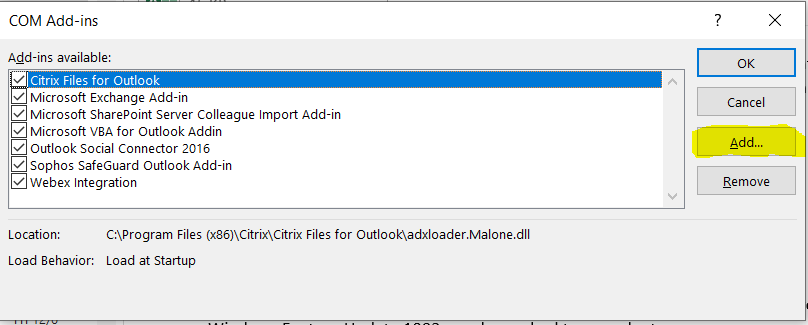 COM Add-ins
? ×
Add-ins available:
Citrix Files for Outlook
Microsoft Exchange Add-in
Microsoft SharePoint Server Colleague Import Add-in
Microsoft VBA for Outlook Addin
Outlook Social Connector 2016
Sophos SafeGuard Outlook Add-in
Webex Integration
OK
Cancel
Add...
Remove
Location: C:\Program Files (x86)\Citrix\Citrix Files for Outlook\adxloader.Malone.dll
Load Behavior: Load at Startup